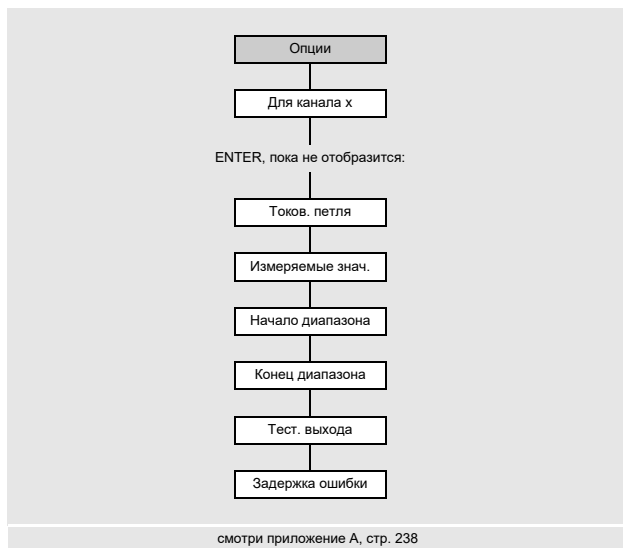 Опции
Для канала x
ENTER, пока не отобразится:
Токов. петля
Измеряемые знач.
Начало диапазона
Конец диапазона
Тест. выхода
Задержка ошибки
смотри приложение А, стр. 238